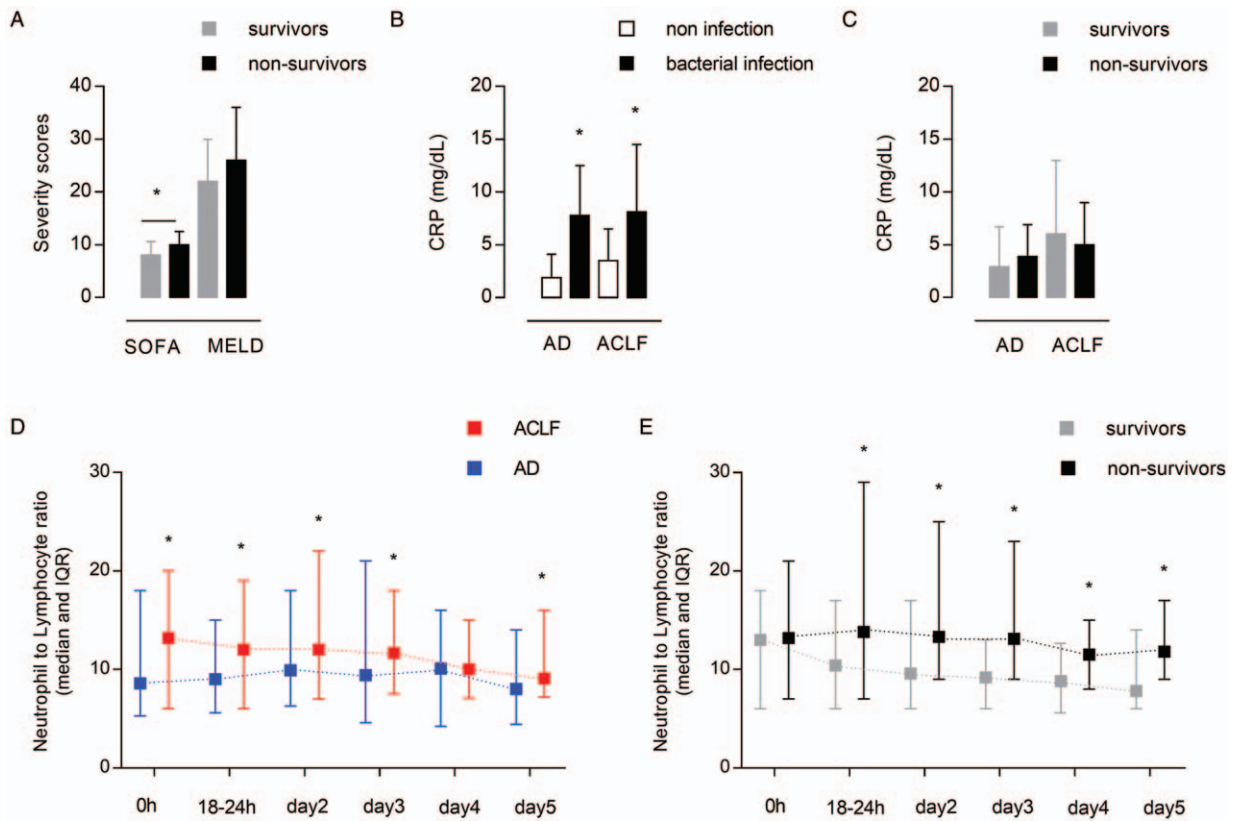 A
survivors
non-survivors
Severity scores
40
30
20
10
0
*
SOFA
MELD
B
non infection
bacterial infection
CRP (mg/dL)
20
15
10
5
0
*
*
AD
ACLF
C
survivors
non-survivors
CRP (mg/dL)
20
15
10
5
0
AD
ACLF
D
ACLF
AD
Neutrophil to Lymphocyte ratio
(median and IQR)
30
20
10
0
*
*
*
*
*
0h
18-24h
day2
day3
day4
day5
E
survivors
non-survivors
Neutrophil to Lymphocyte ratio
(median and IQR)
30
20
10
0
*
*
*
*
*
0h
18-24h
day2
day3
day4
day5